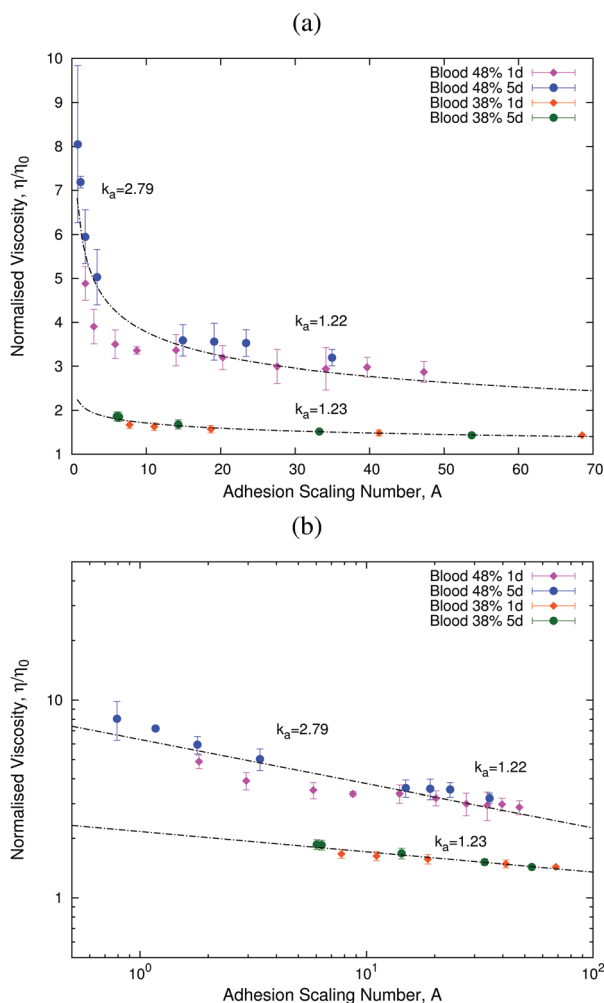 (a)
10
9
8
7
6
5
4
3
2
1
Normalised Viscosity, η/η0
Blood 48% 1d
Blood 48% 5d
Blood 38% 1d
Blood 38% 5d
ka=2.79
ka=1.22
ka=1.23
0 10 20 30 40 50 60 70
Adhesion Scaling Number, A
(b)
10
1
Normalised Viscosity, η/η0
Blood 48% 1d
Blood 48% 5d
Blood 38% 1d
Blood 38% 5d
ka=2.79
ka=1.22
ka=1.23
10^0 10^1 10^2
Adhesion Scaling Number, A